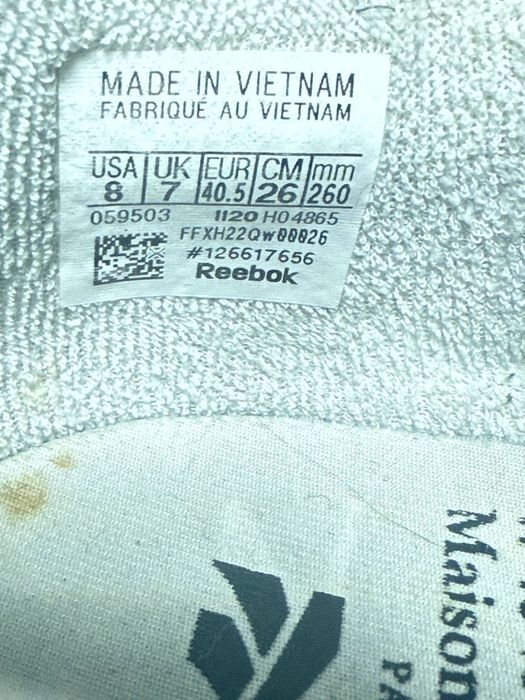 MADE IN VIETNAM
FABRIQUÉ AU VIETNAM
USA UK EUR CM mm
8 7 40.5 26 260
059503 1120 H04865
FFXH22QW00026
#126617656
Reebok
Maison
PA